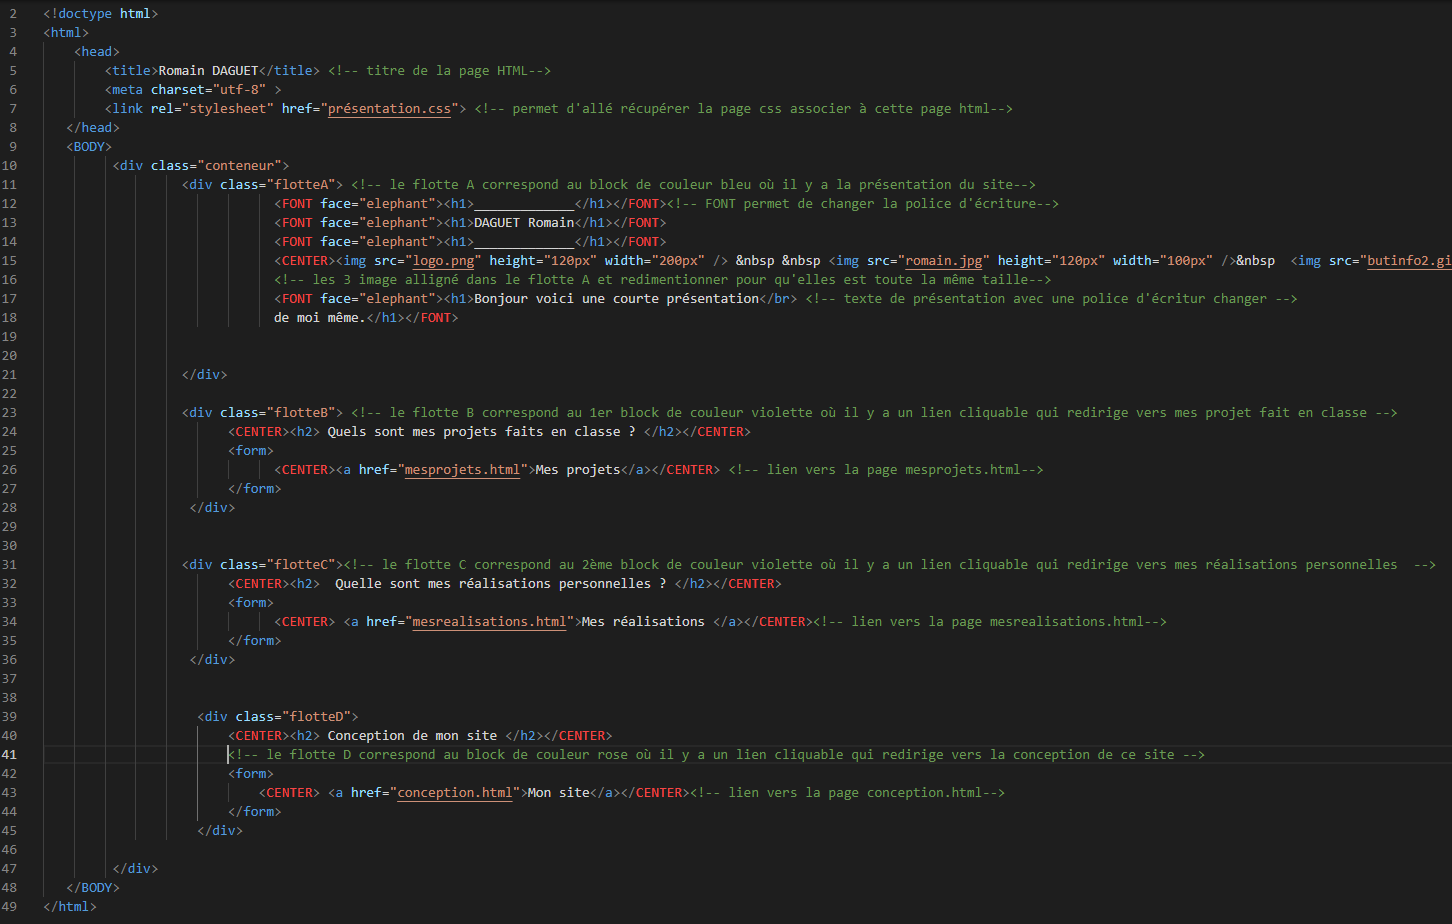 2 <!doctype html>
3 <html>
4 <head>
5 <title>Romain DAGUET</title> <!-- titre de la page HTML-->
6 <meta charset="utf-8" >
7 <link rel="stylesheet" href="présentation.css"> <!-- permet d'allé récupérer la page css associer à cette page html-->
8 </head>
9 <BODY>
10 <div class="conteneur">
11 <div class="flotteA"> <!-- le flotte A correspond au block de couleur bleu où il y a la présentation du site-->
12 <FONT face="elephant"><h1>_____________</h1></FONT><!-- FONT permet de changer la police d'écriture-->
13 <FONT face="elephant"><h1>DAGUET Romain</h1></FONT>
14 <FONT face="elephant"><h1>_____________</h1></FONT>
15 <CENTER><img src="logo.png" height="120px" width="200px" /> &nbsp &nbsp <img src="romain.jpg" height="120px" width="100px" />&nbsp  <img src="butinfo2.gi
16 <!-- les 3 image alligné dans le flotte A et redimentionner pour qu'elles est toute la même taille-->
17 <FONT face="elephant"><h1>Bonjour voici une courte présentation</br> <!-- texte de présentation avec une police d'écritur changer -->
18 de moi même.</h1></FONT>
19
20
21 </div>
22
23 <div class="flotteB"> <!-- le flotte B correspond au 1er block de couleur violette où il y a un lien cliquable qui redirige vers mes projet fait en classe -->
24 <CENTER><h2> Quels sont mes projets faits en classe ? </h2></CENTER>
25 <form>
26 <CENTER><a href="mesprojets.html">Mes projets</a></CENTER> <!-- lien vers la page mesprojets.html-->
27 </form>
28 </div>
29
30
31 <div class="flotteC"><!-- le flotte C correspond au 2ème block de couleur violette où il y a un lien cliquable qui redirige vers mes réalisations personnelles  -->
32 <CENTER><h2>  Quelle sont mes réalisations personnelles ? </h2></CENTER>
33 <form>
34 <CENTER> <a href="mesrealisations.html">Mes réalisations </a></CENTER><!-- lien vers la page mesrealisations.html-->
35 </form>
36 </div>
37
38
39 <div class="flotteD">
40 <CENTER><h2> Conception de mon site </h2></CENTER>
41 <!-- le flotte D correspond au block de couleur rose où il y a un lien cliquable qui redirige vers la conception de ce site -->
42 <form>
43 <CENTER> <a href="conception.html">Mon site</a></CENTER><!-- lien vers la page conception.html-->
44 </form>
45 </div>
46
47 </div>
48 </BODY>
49 </html>